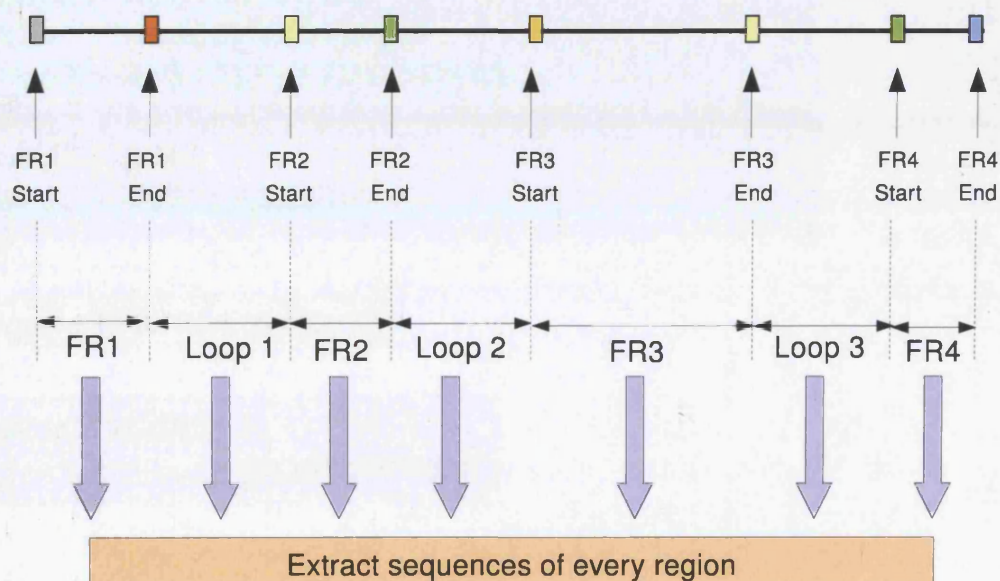 FR1 FR1 FR2 FR2 FR3 FR3 FR4 FR4
Start End Start End Start End Start End
FR1 Loop 1 FR2 Loop 2 FR3 Loop 3 FR4
Extract sequences of every region